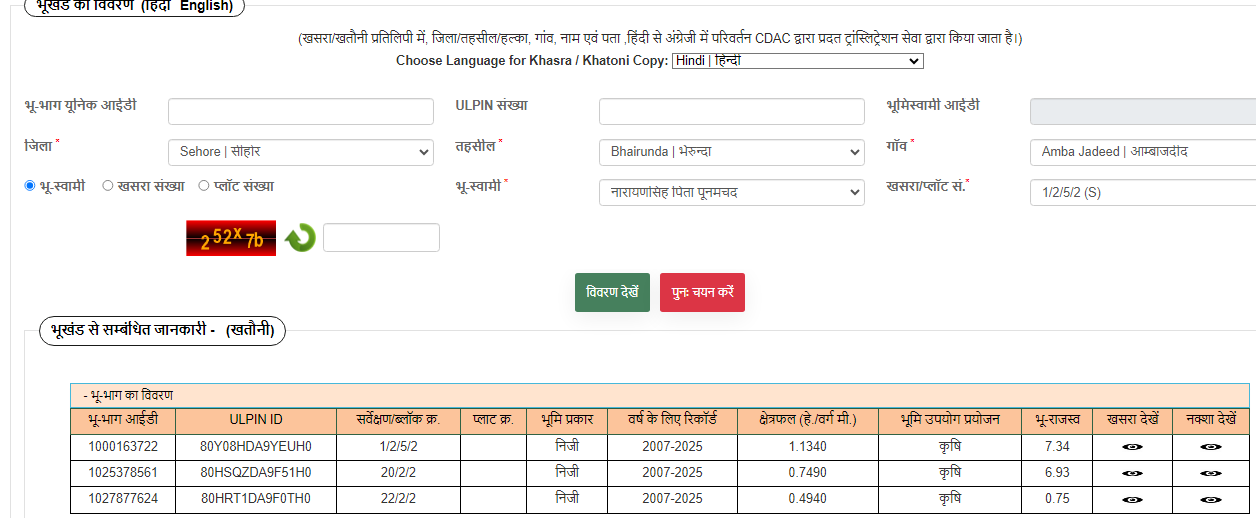 भूखंड का विवरण (हिंदी English)
(खसरा/खतौनी प्रतिलिपी में, जिला/तहसील/हल्का, गांव, नाम एवं पता ,हिंदी से अंग्रेजी में परिवर्तन CDAC द्वारा प्रदत ट्रांस्लिट्रेशन सेवा द्वारा किया जाता है।)
Choose Language for Khasra / Khatoni Copy: Hindi | हिन्दी
भू-भाग यूनिक आईडी ULPIN संख्या भूमिस्वामी आईडी
जिला * Sehore | सीहोर तहसील * Bhairunda | भेरुन्दा गाँव * Amba Jadeed | आम्बाजदीद
भू-स्वामी खसरा संख्या प्लॉट संख्या भू-स्वामी * नारायणसिंह पिता पूनमचद खसरा/प्लॉट सं.* 1/2/5/2 (S)
252x7b
विवरण देखें पुनः चयन करें
भूखंड से सम्बंधित जानकारी - (खतौनी)
- भू-भाग का विवरण
भू-भाग आईडी ULPIN ID सर्वेक्षण/ब्लॉक क्र. प्लाट क्र. भूमि प्रकार वर्ष के लिए रिकॉर्ड क्षेत्रफल (हे./वर्ग मी.) भूमि उपयोग प्रयोजन भू-राजस्व खसरा देखें नक्शा देखें
1000163722 80Y08HDA9YEUH0 1/2/5/2 निजी 2007-2025 1.1340 कृषि 7.34
1025378561 80HSQZDA9F51H0 20/2/2 निजी 2007-2025 0.7490 कृषि 6.93
1027877624 80HRT1DA9F0TH0 22/2/2 निजी 2007-2025 0.4940 कृषि 0.75